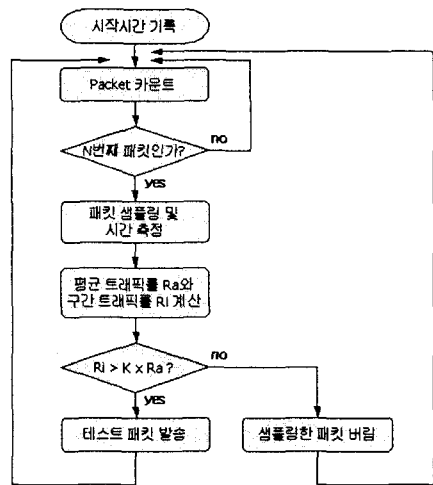 시작시간 기록
Packet 카운트
N번째 패킷인가?
no
yes
패킷 샘플링 및
시간 측정
평균 트래픽률 Ra와
구간 트래픽률 Ri 계산
Ri > K x Ra ?
no
yes
테스트 패킷 발송
샘플링한 패킷 버림